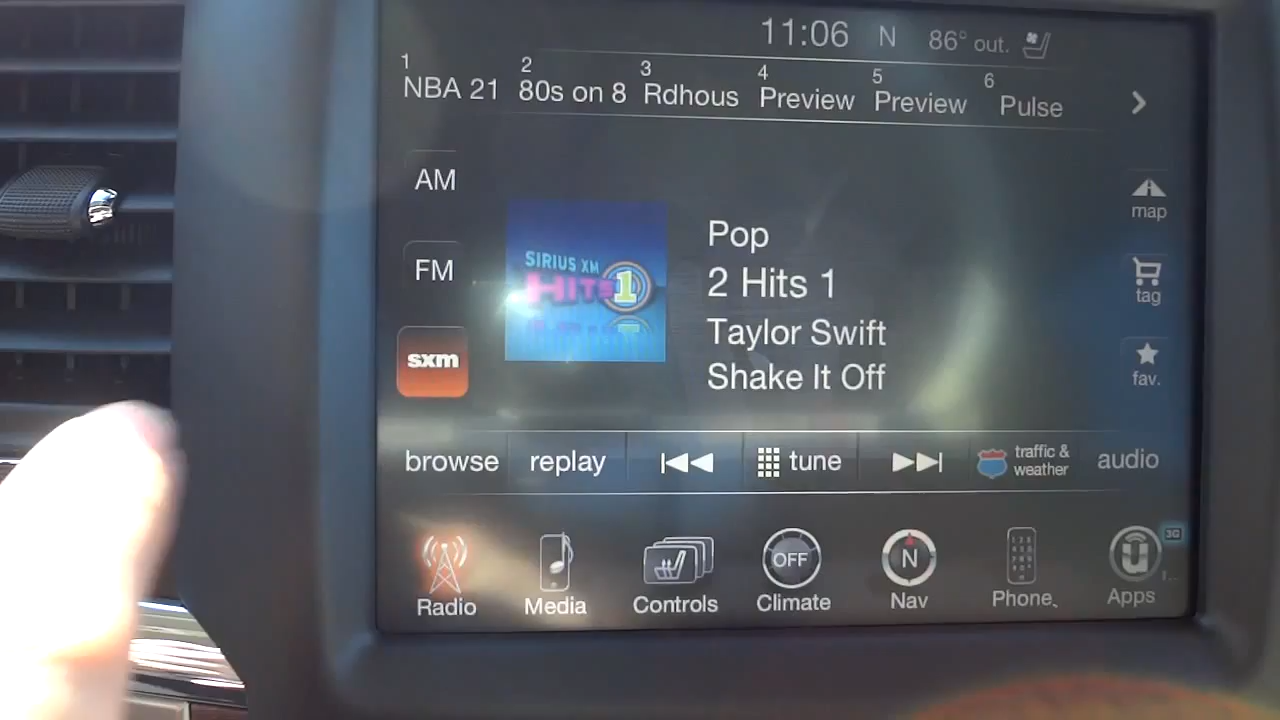 11:06 N 86° out.
1 2 3 4 5 6
NBA 21 80s on 8 Rdhous Preview Preview Pulse
AM
FM
sxm
SIRIUS XM
HITS 1
Pop
2 Hits 1
Taylor Swift
Shake It Off
map
tag
fav.
browse replay tune traffic & weather audio
OFF N 3G
Radio Media Controls Climate Nav Phone Apps